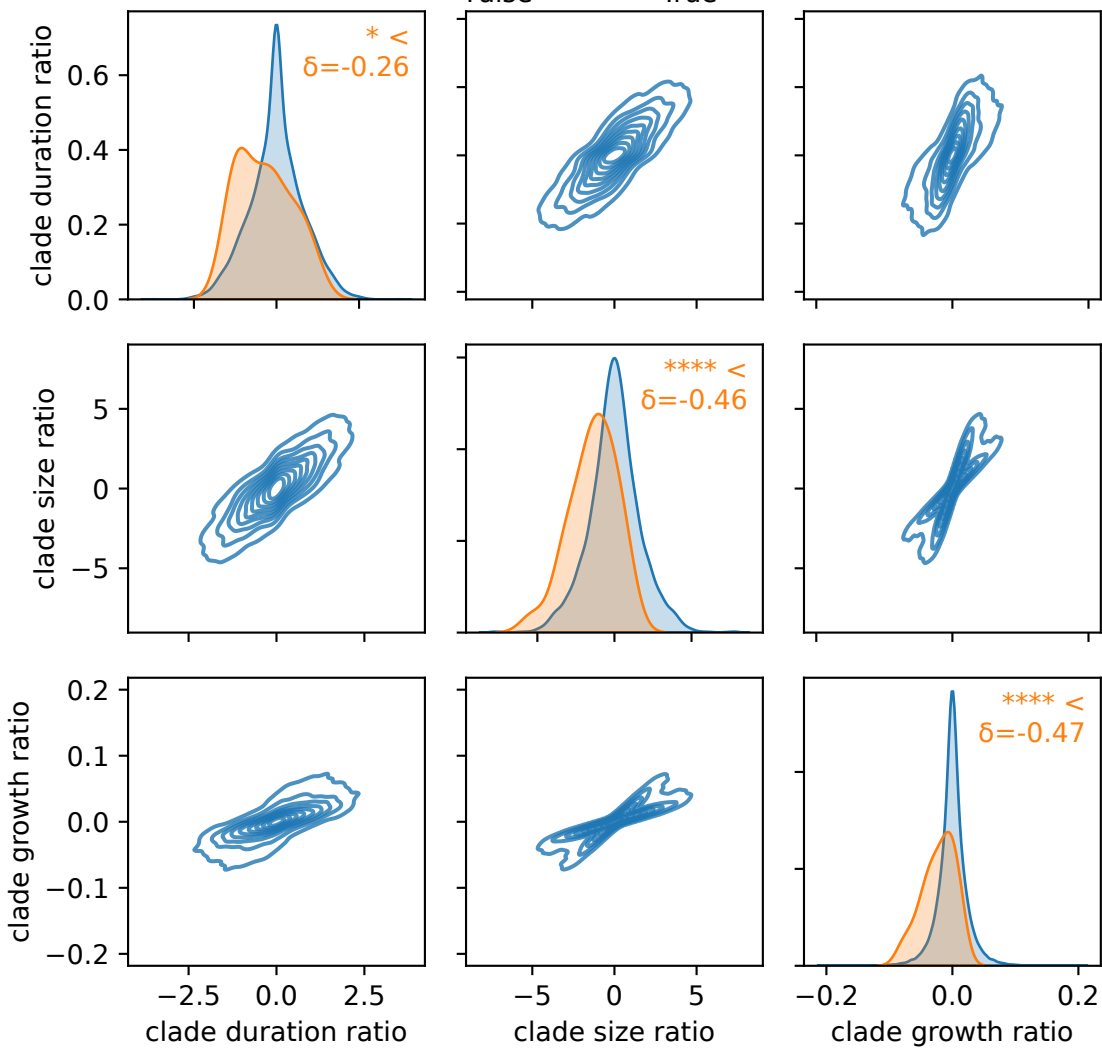 clade duration ratio
0.6
0.4
0.2
0.0
* <
δ=-0.26
clade size ratio
5
0
−5
**** <
δ=-0.46
clade growth ratio
0.2
0.1
0.0
−0.1
−0.2
**** <
δ=-0.47
−2.5 0.0 2.5
−5 0 5
−0.2 0.0 0.2
clade duration ratio
clade size ratio
clade growth ratio